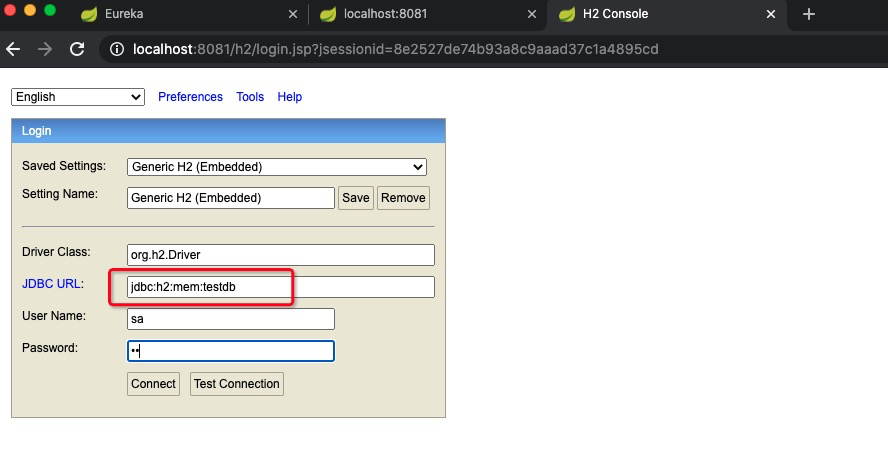 Eureka localhost:8081 H2 Console
localhost:8081/h2/login.jsp?jsessionid=8e2527de74b93a8c9aaad37c1a4895cd
English Preferences Tools Help
Login
Saved Settings: Generic H2 (Embedded)
Setting Name: Generic H2 (Embedded) Save Remove
Driver Class: org.h2.Driver
JDBC URL: jdbc:h2:mem:testdb
User Name: sa
Password: ••
Connect Test Connection